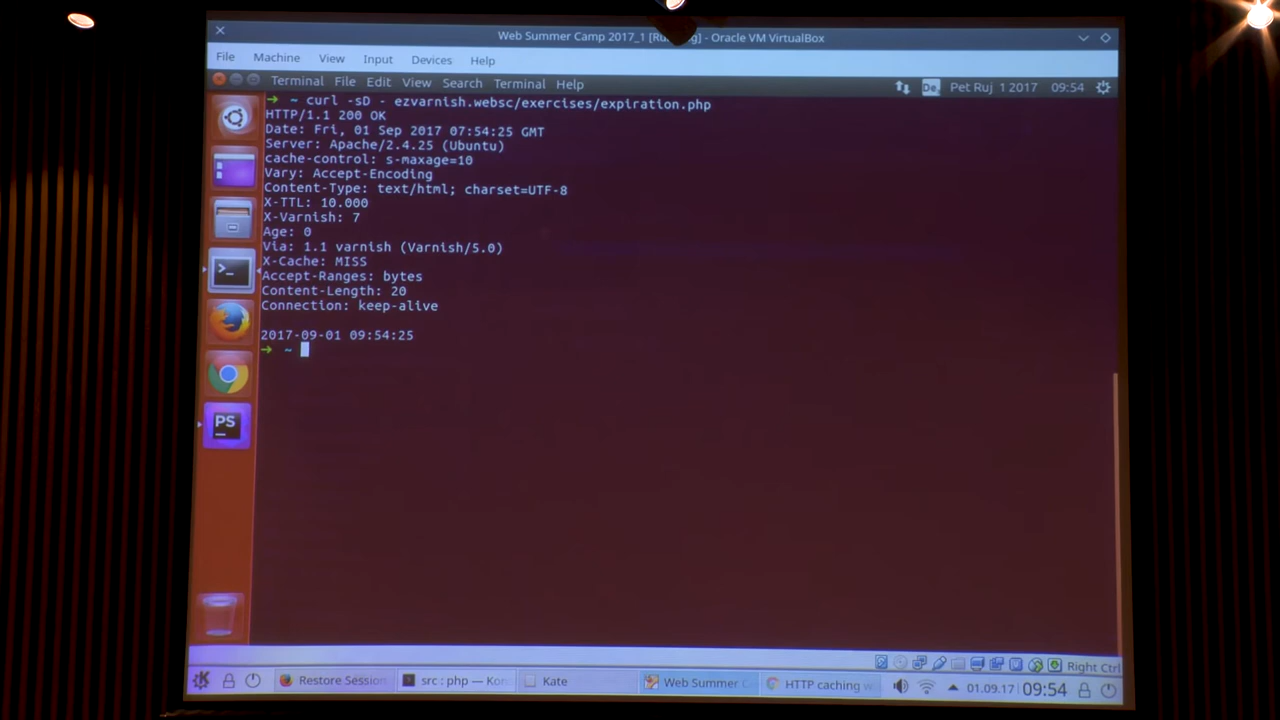 Web Summer Camp 2017_1 [Ru g] - Oracle VM VirtualBox
File Machine View Input Devices Help
Terminal File Edit View Search Terminal Help De Pet Ruj 1 2017 09:54
➜ ~ curl -sD - ezvarnish.websc/exercises/expiration.php
HTTP/1.1 200 OK
Date: Fri, 01 Sep 2017 07:54:25 GMT
Server: Apache/2.4.25 (Ubuntu)
cache-control: s-maxage=10
Vary: Accept-Encoding
Content-Type: text/html; charset=UTF-8
X-TTL: 10.000
X-Varnish: 7
Age: 0
Via: 1.1 varnish (Varnish/5.0)
X-Cache: MISS
Accept-Ranges: bytes
Content-Length: 20
Connection: keep-alive
2017-09-01 09:54:25
➜ ~
>_
PS
Right Ctrl
Restore Session src : php — Kon Kate Web Summer C HTTP caching w 01.09.17 09:54